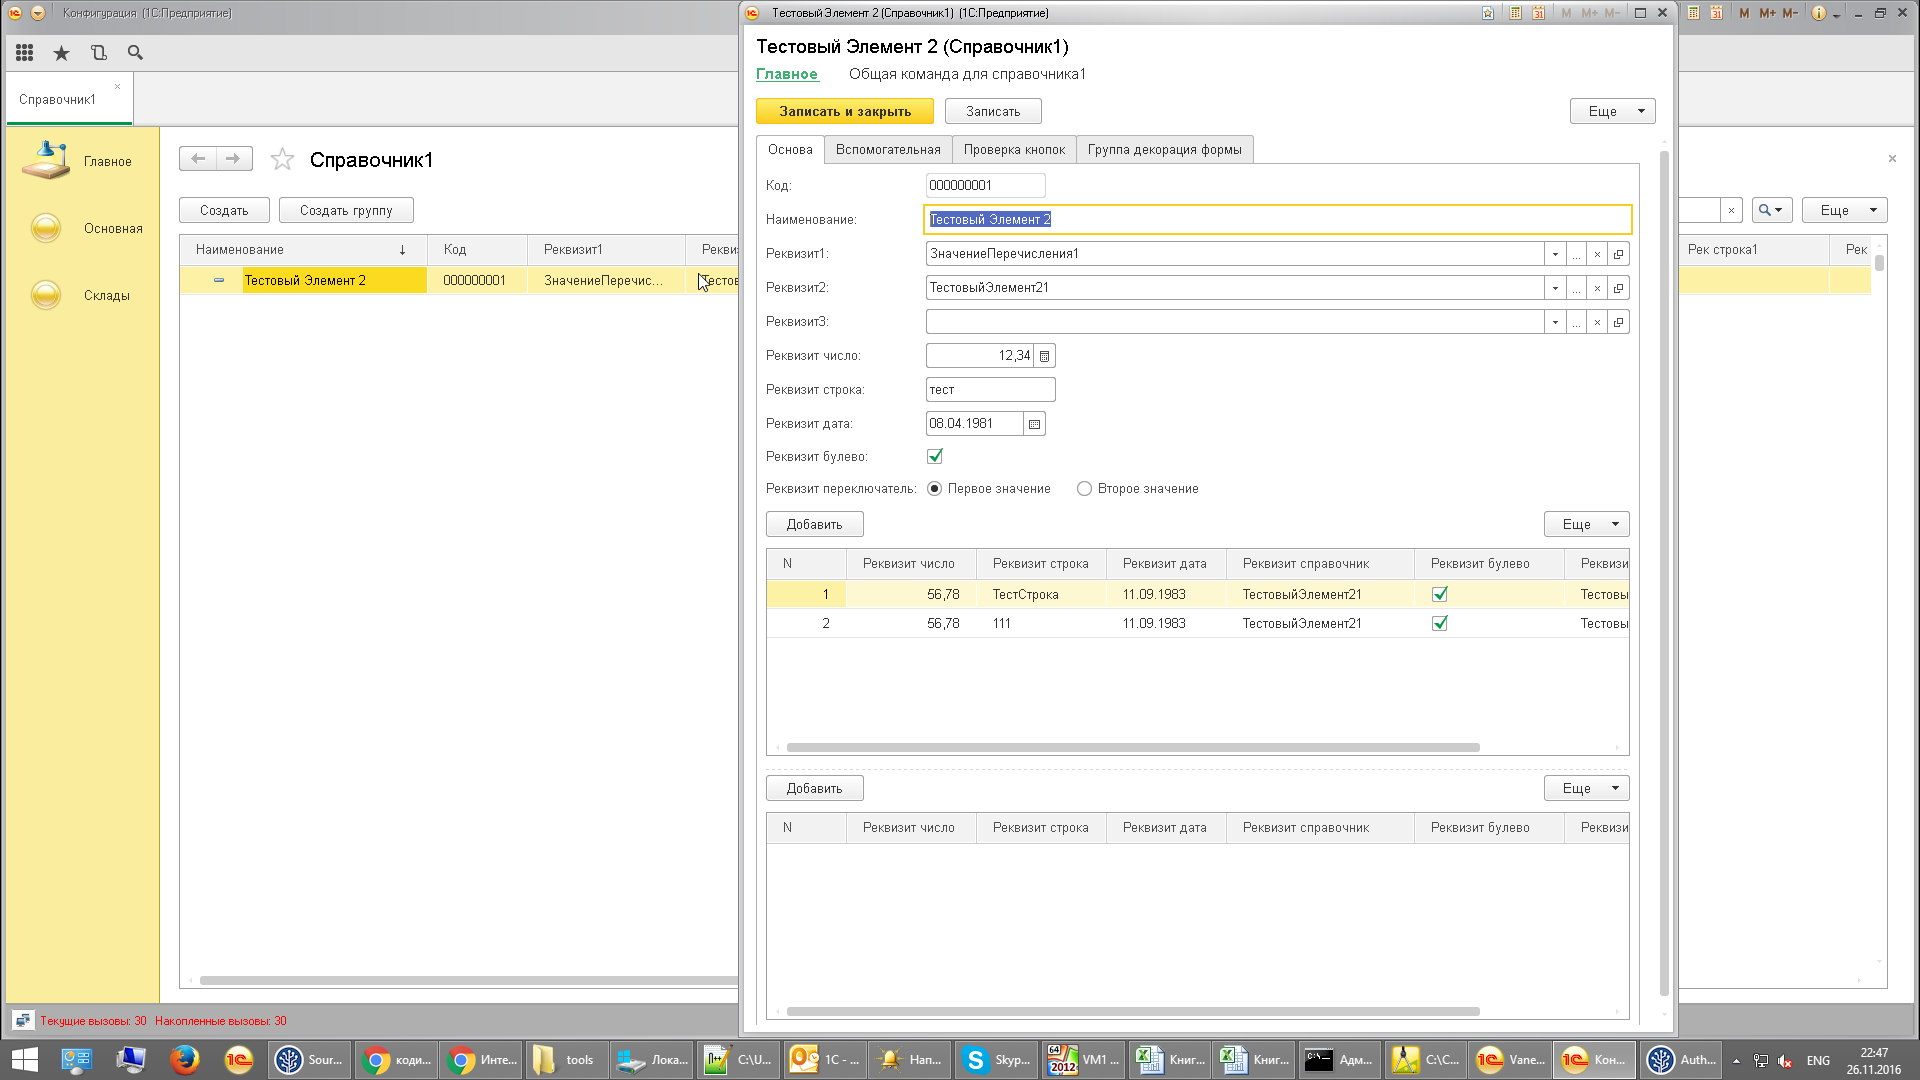 Конфигурация (1С:Предприятие)
Тестовый Элемент 2 (Справочник1) (1С:Предприятие)
M M+ M-
31
M M+ M-
Справочник1
Главное
Основная
Склады
Справочник1
Создать
Создать группу
Еще
Наименование
Код
Реквизит1
Рекви
Рек строка1
Рек
Тестовый Элемент 2
000000001
ЗначениеПеречис...
Тестовый Элемент 2 (Справочник1)
Главное
Общая команда для справочника1
Записать и закрыть
Записать
Еще
Основа
Вспомогательная
Проверка кнопок
Группа декорация формы
Код:
000000001
Наименование:
Тестовый Элемент 2
Реквизит1:
ЗначениеПеречисления1
Реквизит2:
ТестовыйЭлемент21
Реквизит3:
Реквизит число:
12,34
Реквизит строка:
тест
Реквизит дата:
08.04.1981
Реквизит булево:
Реквизит переключатель:
Первое значение
Второе значение
Добавить
Еще
N Реквизит число Реквизит строка Реквизит дата Реквизит справочник Реквизит булево Реквизи
1 56,78 ТестСтрока 11.09.1983 ТестовыйЭлемент21 Тестовы
2 56,78 111 11.09.1983 ТестовыйЭлемент21 Тестовы
Добавить
Еще
N Реквизит число Реквизит строка Реквизит дата Реквизит справочник Реквизит булево Реквизи
Текущие вызовы: 30 Накопленные вызовы: 30
Sour...
коди...
Инте...
tools
Лока...
C:\U...
1С - ...
Нап...
Skyp...
VM1 ...
Книг...
Книг...
Адм...
C:\C...
Vane...
Кон...
Auth...
ENG
22:47
26.11.2016